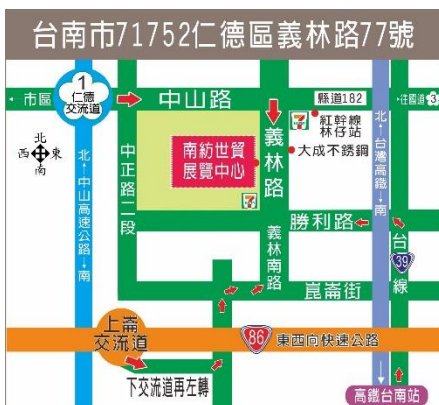 台南市71752仁德區義林路77號
市區
1
仁德
交流道
中山路
縣道182
往國道3
北
西 東
南
北
中山高速公路
南
中正路二段
南紡世貿
展覽中心
義林路
紅幹線
林仔站
大成不銹鋼
北
台灣高鐵
南
勝利路
義林南路
台39線
崑崙街
上崙
交流道
86
東西向快速公路
下交流道再左轉
高鐵台南站